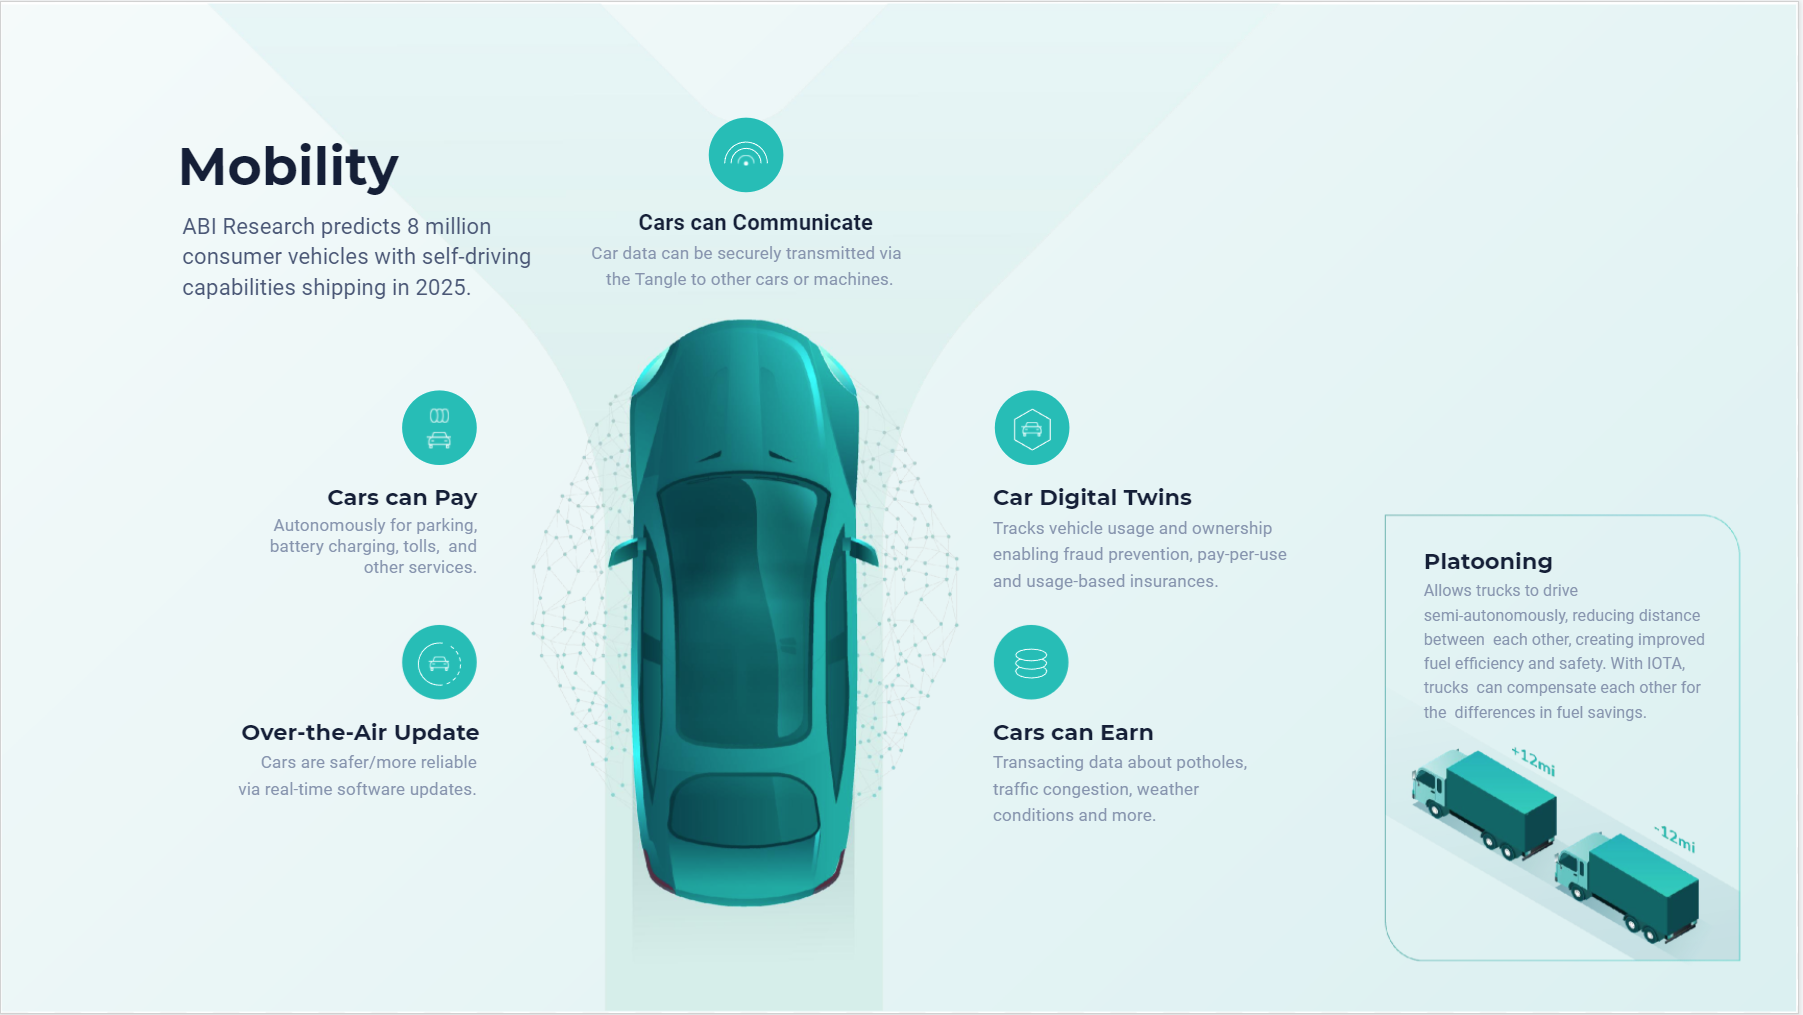 Mobility
ABI Research predicts 8 million
consumer vehicles with self-driving
capabilities shipping in 2025.
Cars can Communicate
Car data can be securely transmitted via
the Tangle to other cars or machines.
Cars can Pay
Autonomously for parking,
battery charging, tolls,  and
other services.
Over-the-Air Update
Cars are safer/more reliable
via real-time software updates.
Car Digital Twins
Tracks vehicle usage and ownership
enabling fraud prevention, pay-per-use
and usage-based insurances.
Cars can Earn
Transacting data about potholes,
traffic congestion, weather
conditions and more.
Platooning
Allows trucks to drive
semi-autonomously, reducing distance
between  each other, creating improved
fuel efficiency and safety. With IOTA,
trucks  can compensate each other for
the  differences in fuel savings.
+12mi
-12mi